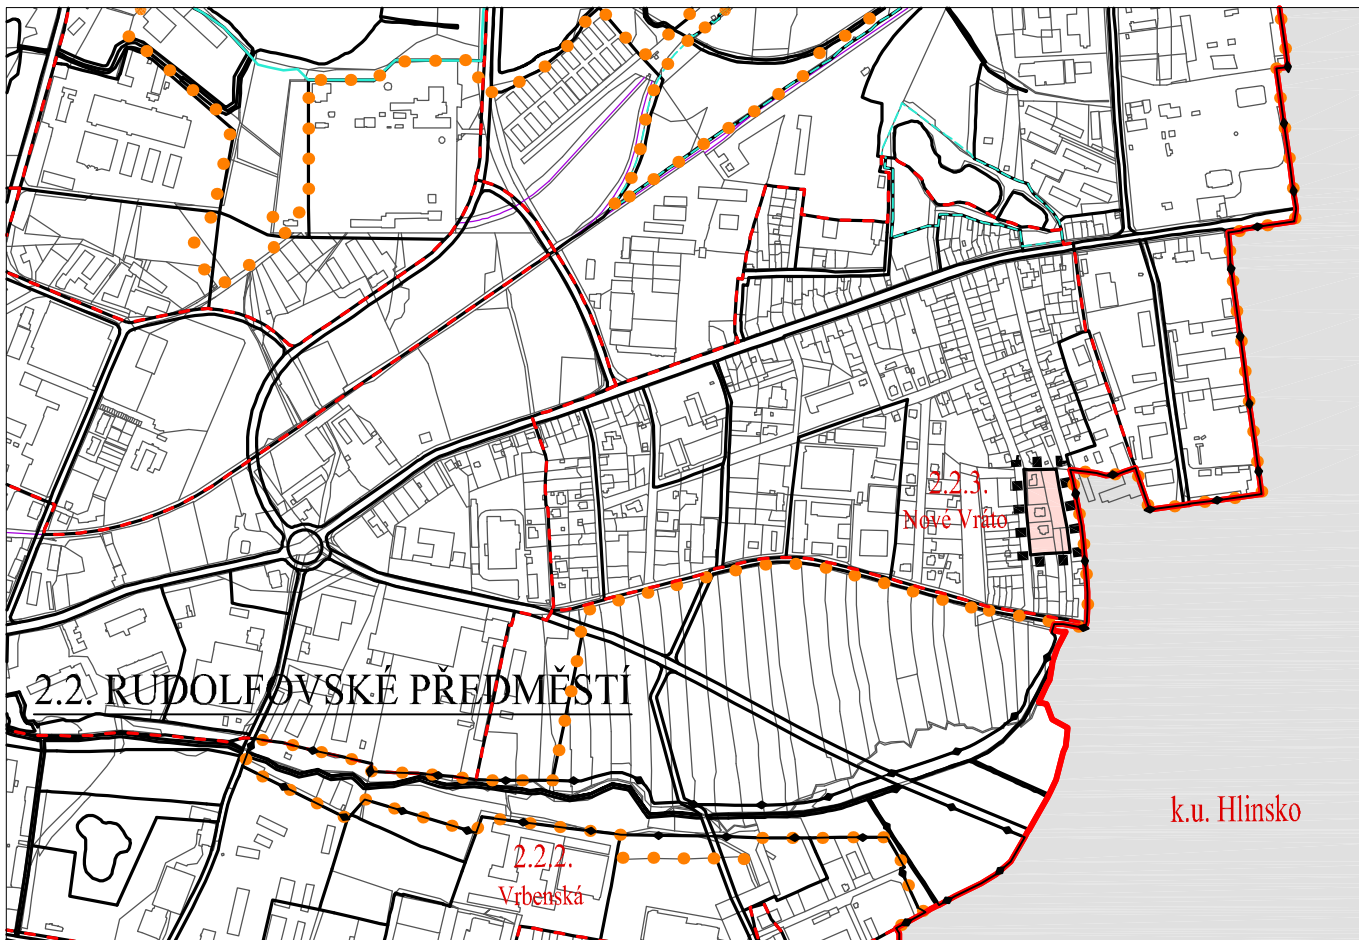 2.2.3.
Nové Vráto
2.2. RUDOLFOVSKÉ PŘEDMĚSTÍ
k.u. Hlinsko
2.2.2.
Vrbenská